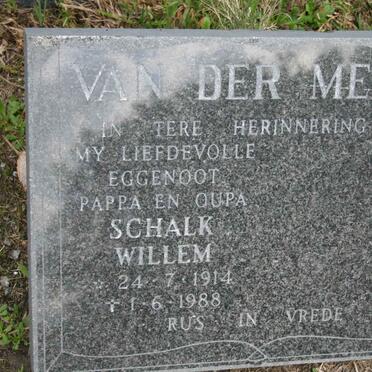 VAN DER ME
IN TERE HERINNERING
MY LIEFDEVOLLE
EGGENOOT
PAPPA EN OUPA
SCHALK
WILLEM
* 24·7·1914
† 1·6·1988
RUS IN VREDE